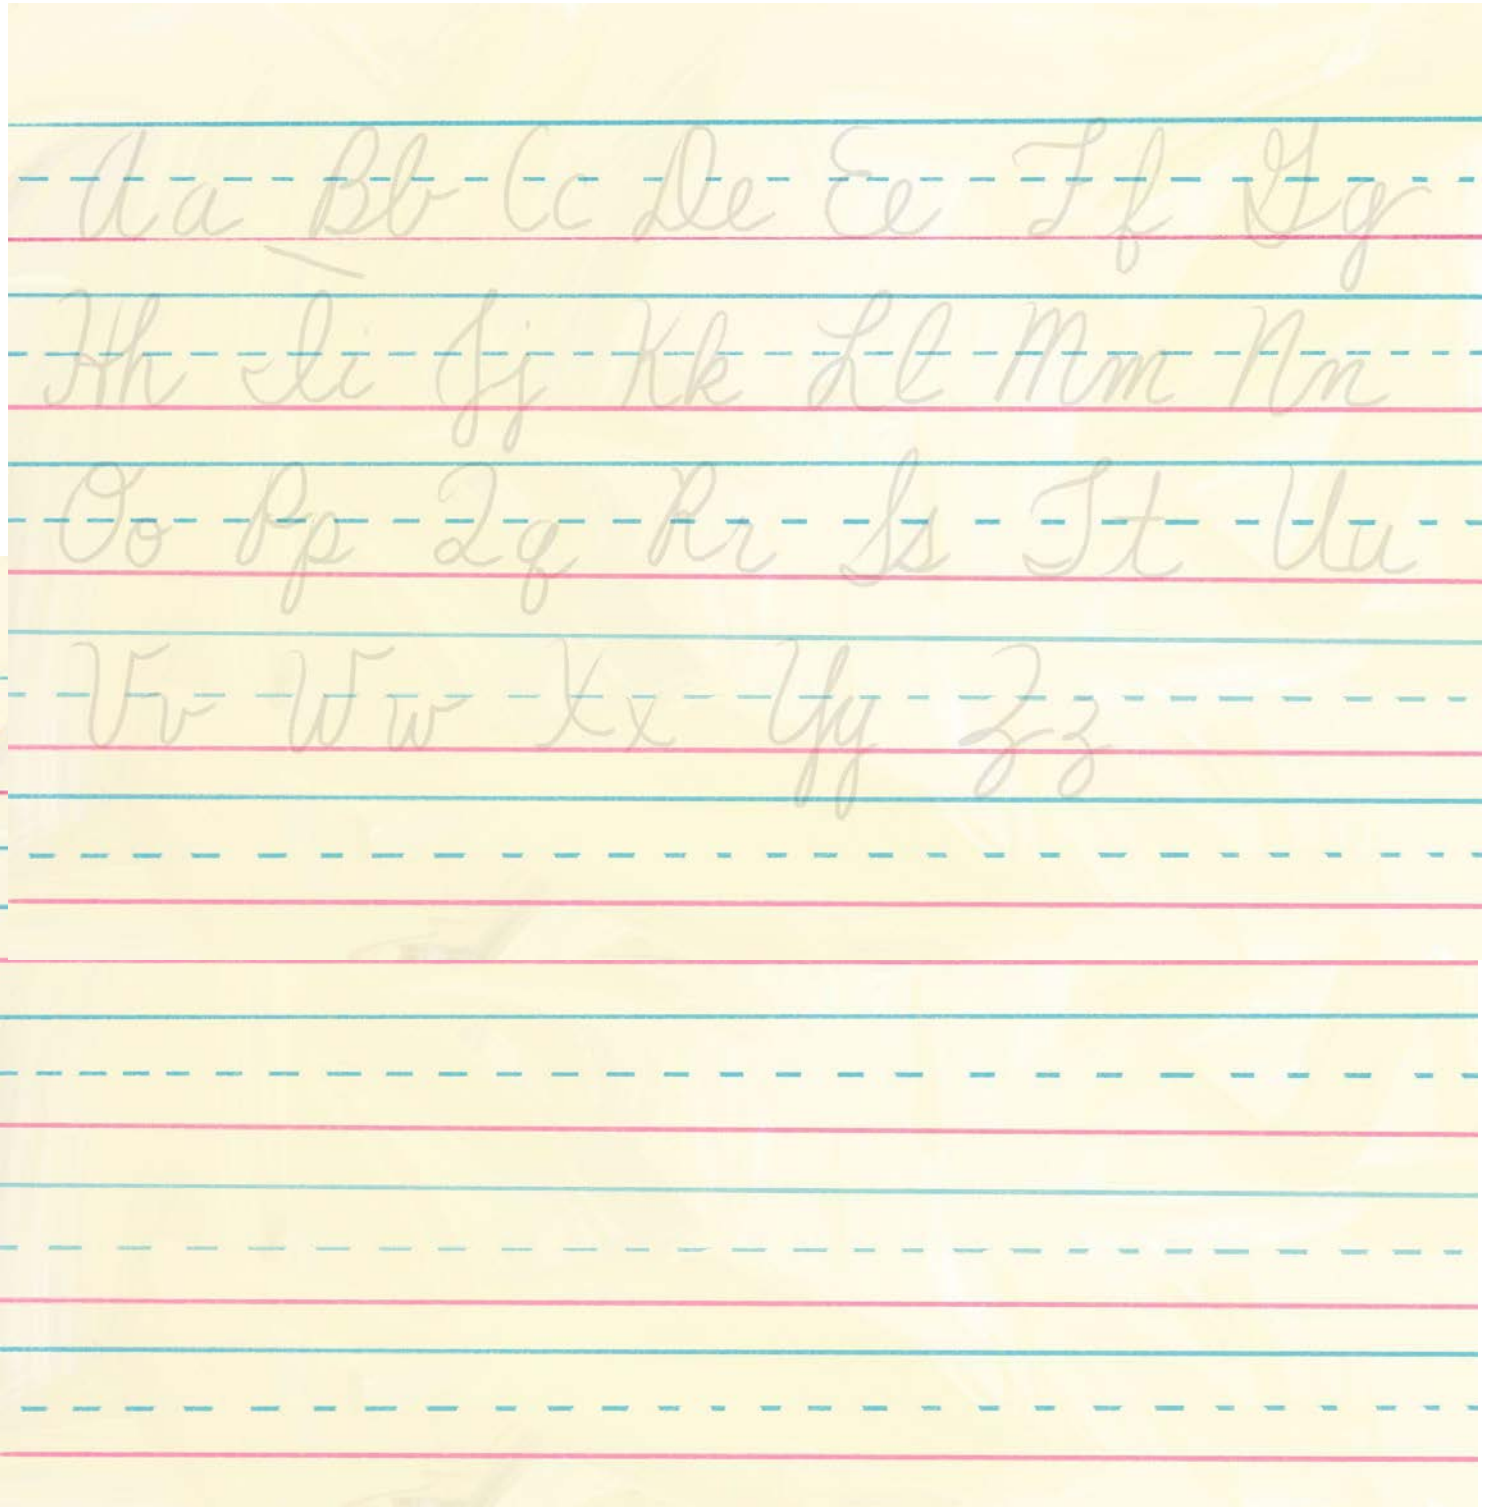 Aa Bb Cc De Ee Ff Gg
Hh Ii Jj Kk Ll Mm Nn
Oo Pp Qq Rr Ss Tt Uu
Vv Ww Xx Yy Zz